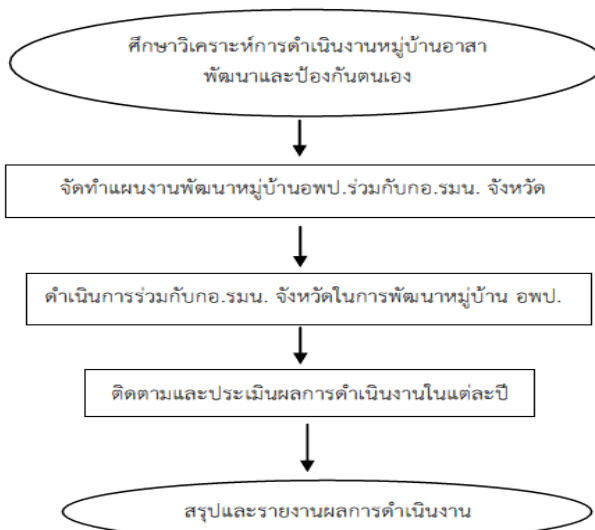 ศึกษาวิเคราะห์การดำเนินงานหมู่บ้านอาสา
พัฒนาและป้องกันตนเอง
จัดทำแผนงานพัฒนาหมู่บ้านอพป.ร่วมกับกอ.รมน. จังหวัด
ดำเนินการร่วมกับกอ.รมน. จังหวัดในการพัฒนาหมู่บ้าน อพป.
ติดตามและประเมินผลการดำเนินงานในแต่ละปี
สรุปและรายงานผลการดำเนินงาน